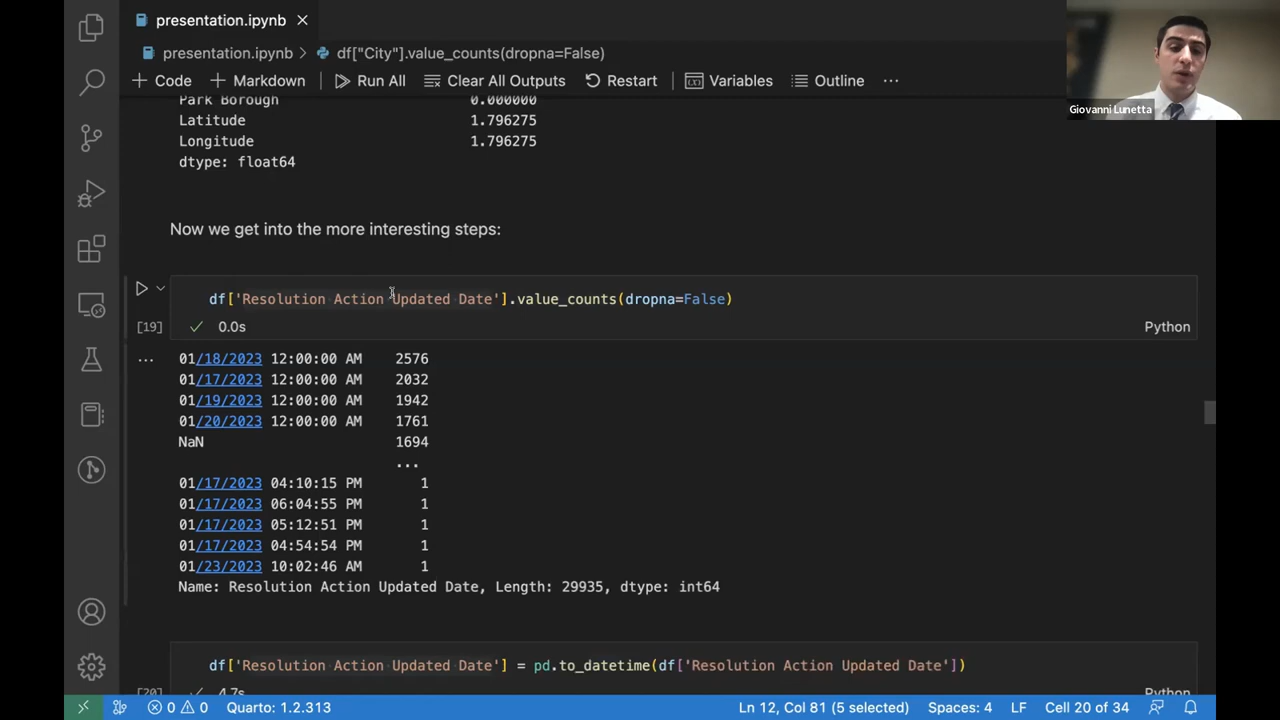 presentation.ipynb
presentation.ipynb > df["City"].value_counts(dropna=False)
+ Code + Markdown Run All Clear All Outputs Restart Variables Outline ...
Giovanni Lunetta
Park Borough 0.000000
Latitude 1.796275
Longitude 1.796275
dtype: float64
Now we get into the more interesting steps:
df['Resolution Action Updated Date'].value_counts(dropna=False)
[19] 0.0s Python
... 01/18/2023 12:00:00 AM 2576
01/17/2023 12:00:00 AM 2032
01/19/2023 12:00:00 AM 1942
01/20/2023 12:00:00 AM 1761
NaN 1694
...
01/17/2023 04:10:15 PM 1
01/17/2023 06:04:55 PM 1
01/17/2023 05:12:51 PM 1
01/17/2023 04:54:54 PM 1
01/23/2023 10:02:46 AM 1
Name: Resolution Action Updated Date, Length: 29935, dtype: int64
df['Resolution Action Updated Date'] = pd.to_datetime(df['Resolution Action Updated Date'])
[20] 4.7s Python
0 0 Quarto: 1.2.313 Ln 12, Col 81 (5 selected) Spaces: 4 LF Cell 20 of 34